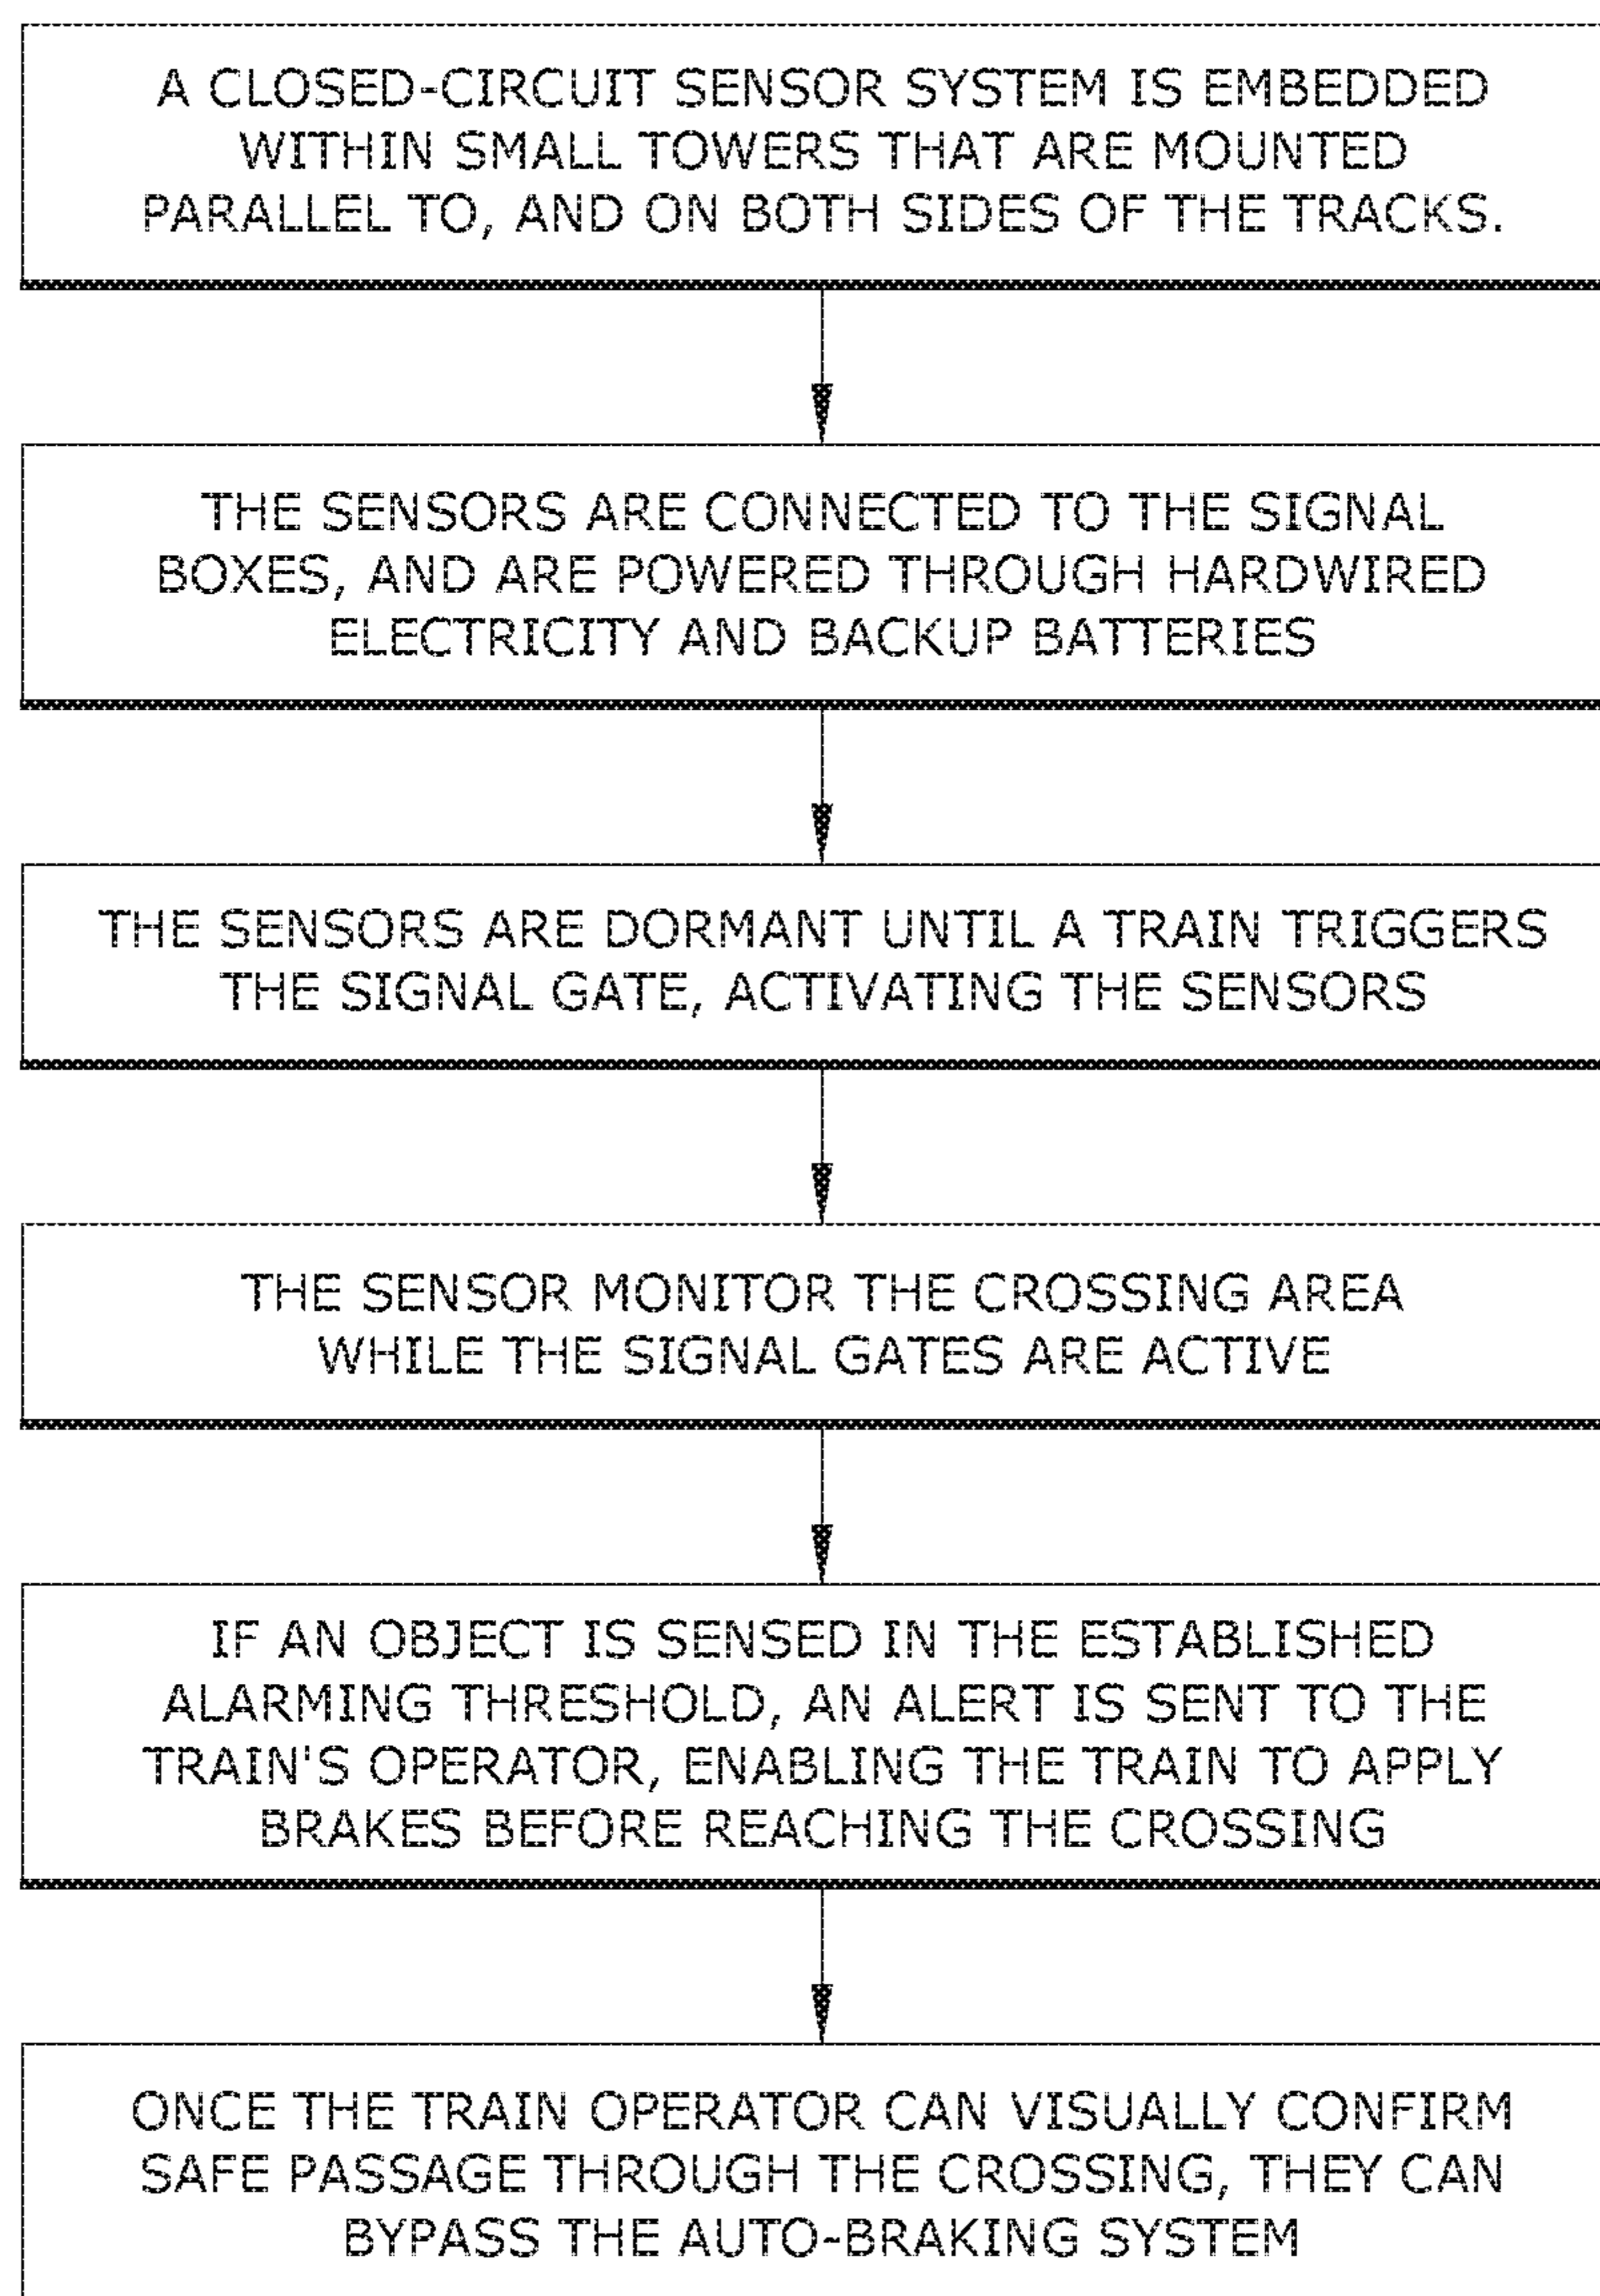 A CLOSED-CIRCUIT SENSOR SYSTEM IS EMBEDDED
WITHIN SMALL TOWERS THAT ARE MOUNTED
PARALLEL TO, AND ON BOTH SIDES OF THE TRACKS.
THE SENSORS ARE CONNECTED TO THE SIGNAL
BOXES, AND ARE POWERED THROUGH HARDWIRED
ELECTRICITY AND BACKUP BATTERIES
THE SENSORS ARE DORMANT UNTIL A TRAIN TRIGGERS
THE SIGNAL GATE, ACTIVATING THE SENSORS
THE SENSOR MONITOR THE CROSSING AREA
WHILE THE SIGNAL GATES ARE ACTIVE
IF AN OBJECT IS SENSED IN THE ESTABLISHED
ALARMING THRESHOLD, AN ALERT IS SENT TO THE
TRAIN'S OPERATOR, ENABLING THE TRAIN TO APPLY
BRAKES BEFORE REACHING THE CROSSING
ONCE THE TRAIN OPERATOR CAN VISUALLY CONFIRM
SAFE PASSAGE THROUGH THE CROSSING, THEY CAN
BYPASS THE AUTO-BRAKING SYSTEM